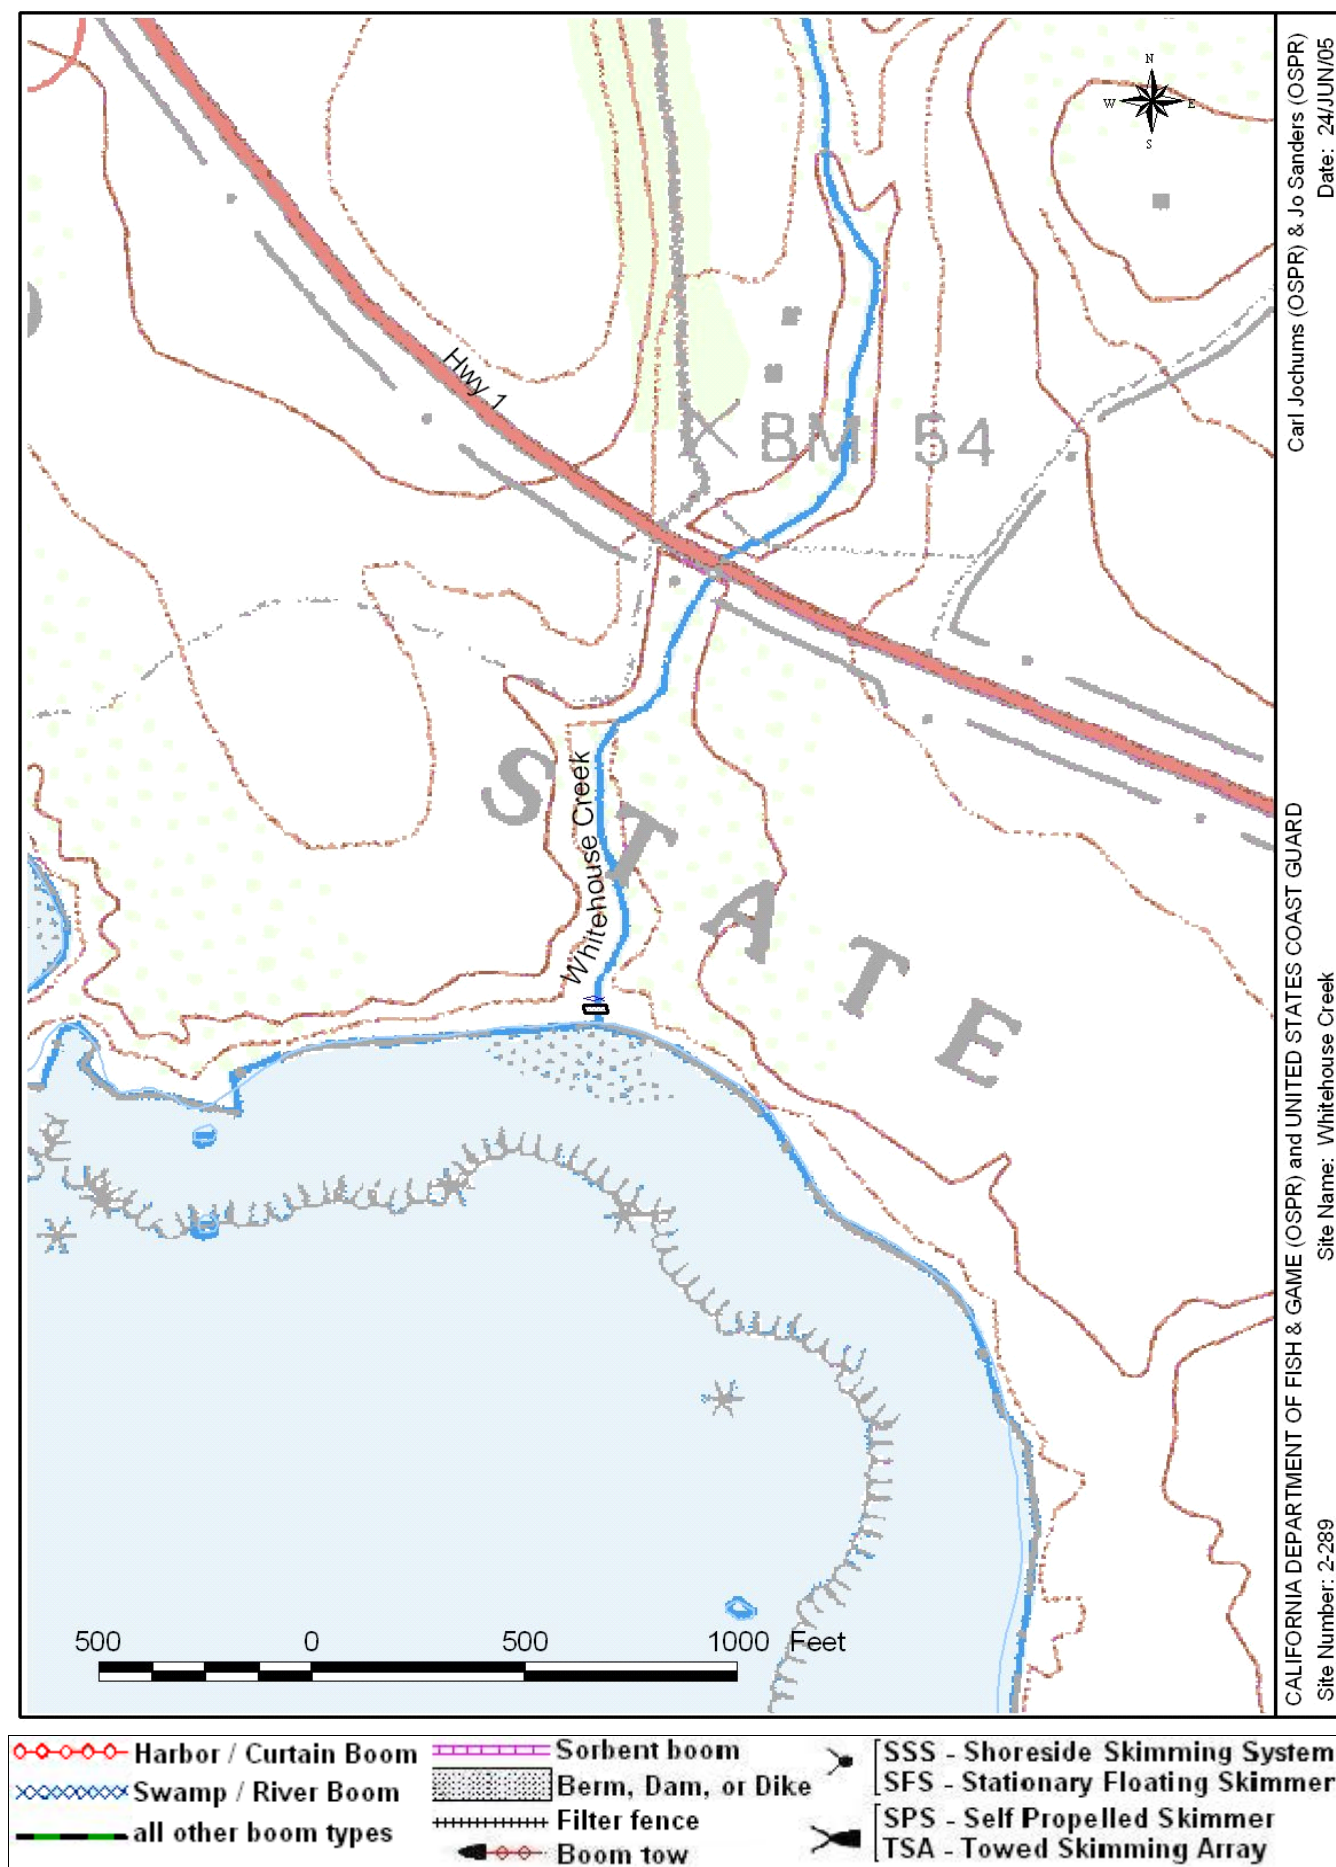 N
W E
S
Hwy 1
BM 54
Whitehouse Creek
STATE
500 0 500 1000 Feet
CALIFORNIA DEPARTMENT OF FISH & GAME (OSPR) and UNITED STATES COAST GUARD Carl Jochums (OSPR) & Jo Sanders (OSPR)
Site Number: 2-289 Site Name: Whitehouse Creek Date: 24/JUN/05
Harbor / Curtain Boom
Swamp / River Boom
all other boom types
Sorbent boom
Berm, Dam, or Dike
Filter fence
Boom tow
SSS - Shoreside Skimming System
SFS - Stationary Floating Skimmer
SPS - Self Propelled Skimmer
TSA - Towed Skimming Array